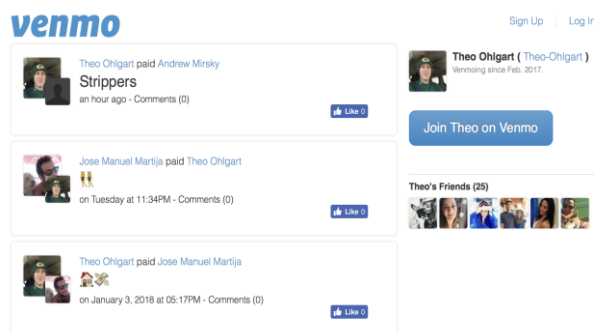 venmo
Sign Up
Log In
Theo Ohlgart paid Andrew Mirsky
Strippers
an hour ago - Comments (0)
Like 0
Jose Manuel Martija paid Theo Ohlgart
👯
on Tuesday at 11:34PM - Comments (0)
Like 0
Theo Ohlgart paid Jose Manuel Martija
🏠💸
on January 3, 2018 at 05:17PM - Comments (0)
Like 0
Theo Ohlgart ( Theo-Ohlgart )
Venmoing since Feb. 2017.
Join Theo on Venmo
Theo's Friends (25)